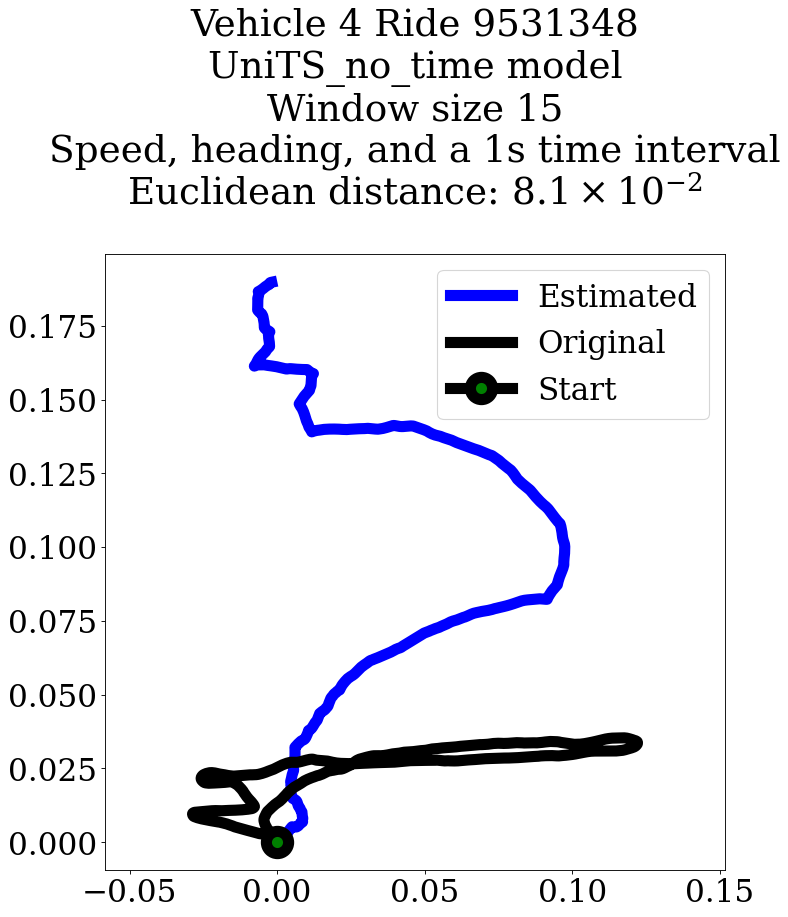 Vehicle 4 Ride 9531348
UniTS_no_time model
Window size 15
Speed, heading, and a 1s time interval
Euclidean distance: 8.1 × 10⁻²
Estimated
Original
Start
0.175
0.150
0.125
0.100
0.075
0.050
0.025
0.000
−0.05 0.00 0.05 0.10 0.15